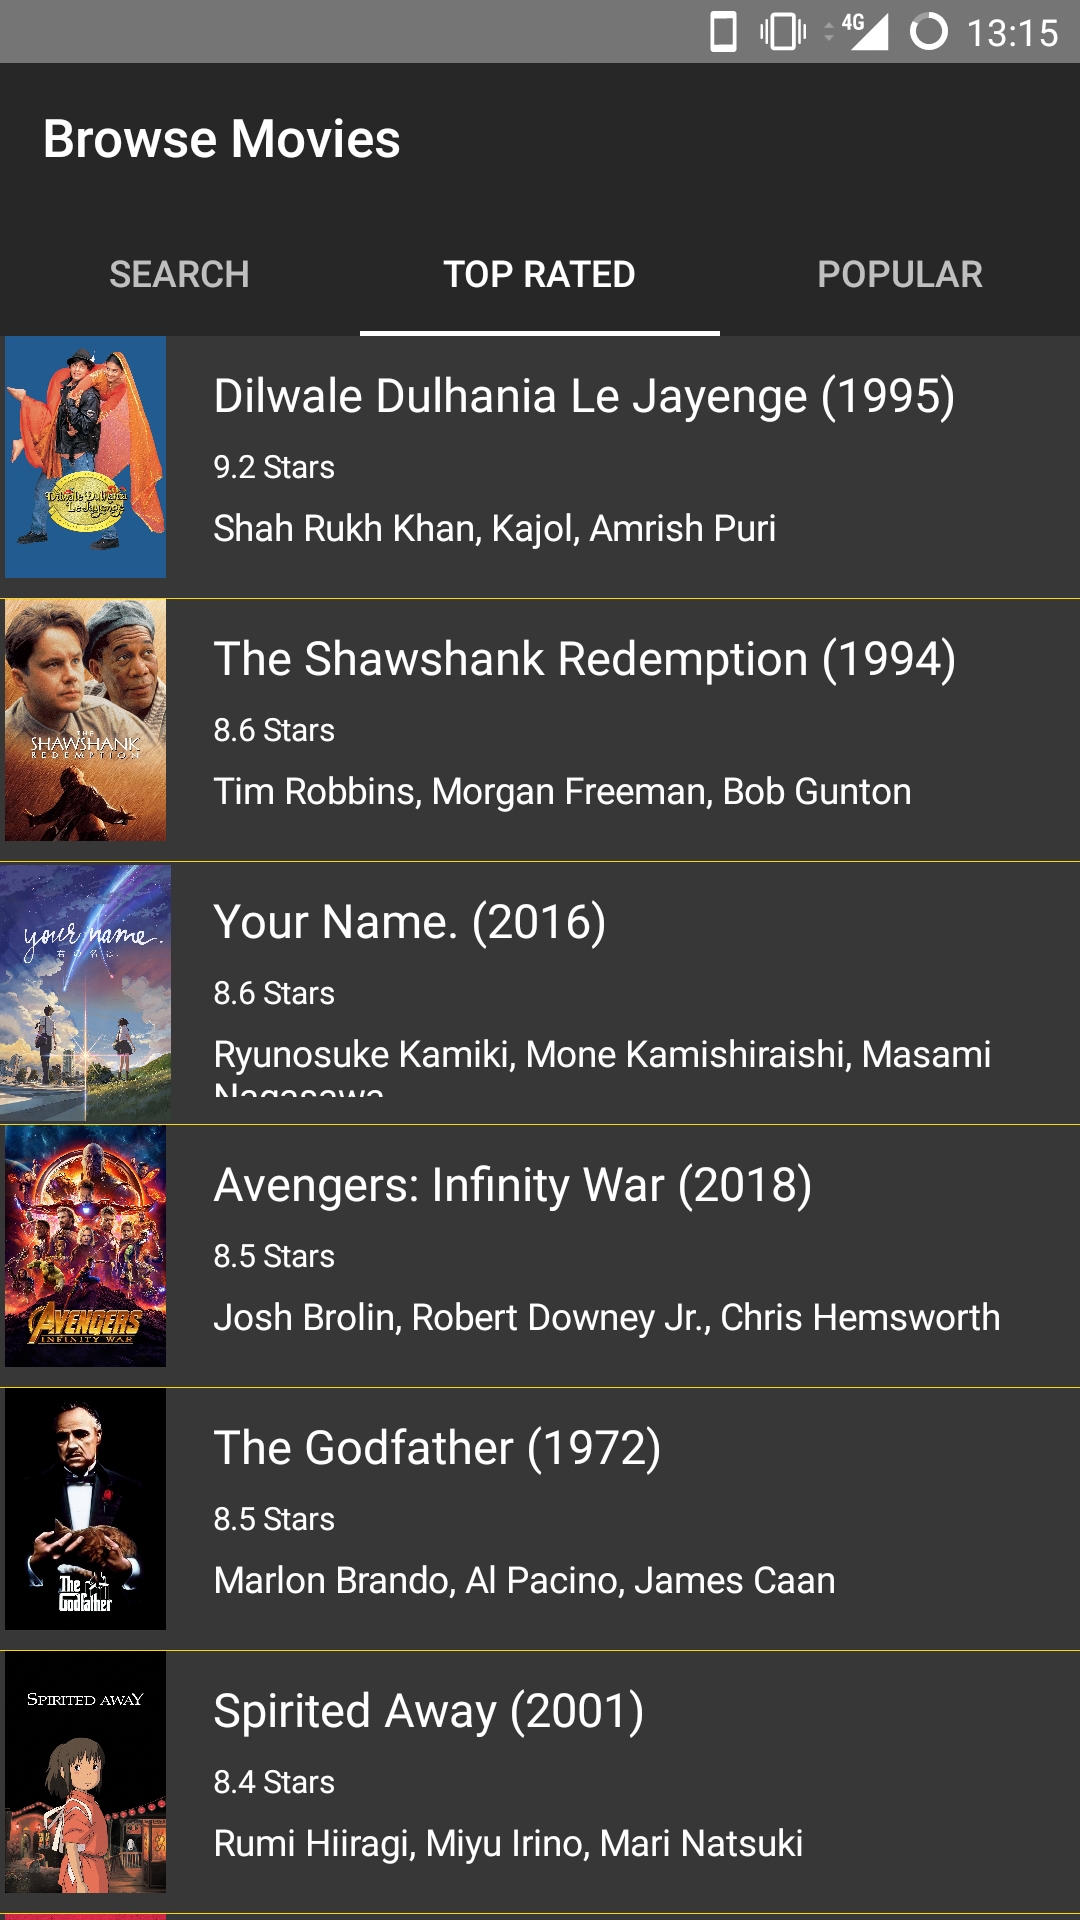 4G 13:15
Browse Movies
SEARCH TOP RATED POPULAR
Dilwale Dulhania Le Jayenge (1995)
9.2 Stars
Shah Rukh Khan, Kajol, Amrish Puri
Dilwale Dulhania
Le Jayenge
The Shawshank Redemption (1994)
8.6 Stars
Tim Robbins, Morgan Freeman, Bob Gunton
THE
SHAWSHANK
REDEMPTION
Your Name. (2016)
8.6 Stars
Ryunosuke Kamiki, Mone Kamishiraishi, Masami
Nagasawa
your name.
君の名は.
Avengers: Infinity War (2018)
8.5 Stars
Josh Brolin, Robert Downey Jr., Chris Hemsworth
AVENGERS
INFINITY WAR
The Godfather (1972)
8.5 Stars
Marlon Brando, Al Pacino, James Caan
The
Godfather
Spirited Away (2001)
8.4 Stars
Rumi Hiiragi, Miyu Irino, Mari Natsuki
SPIRITED AWAY